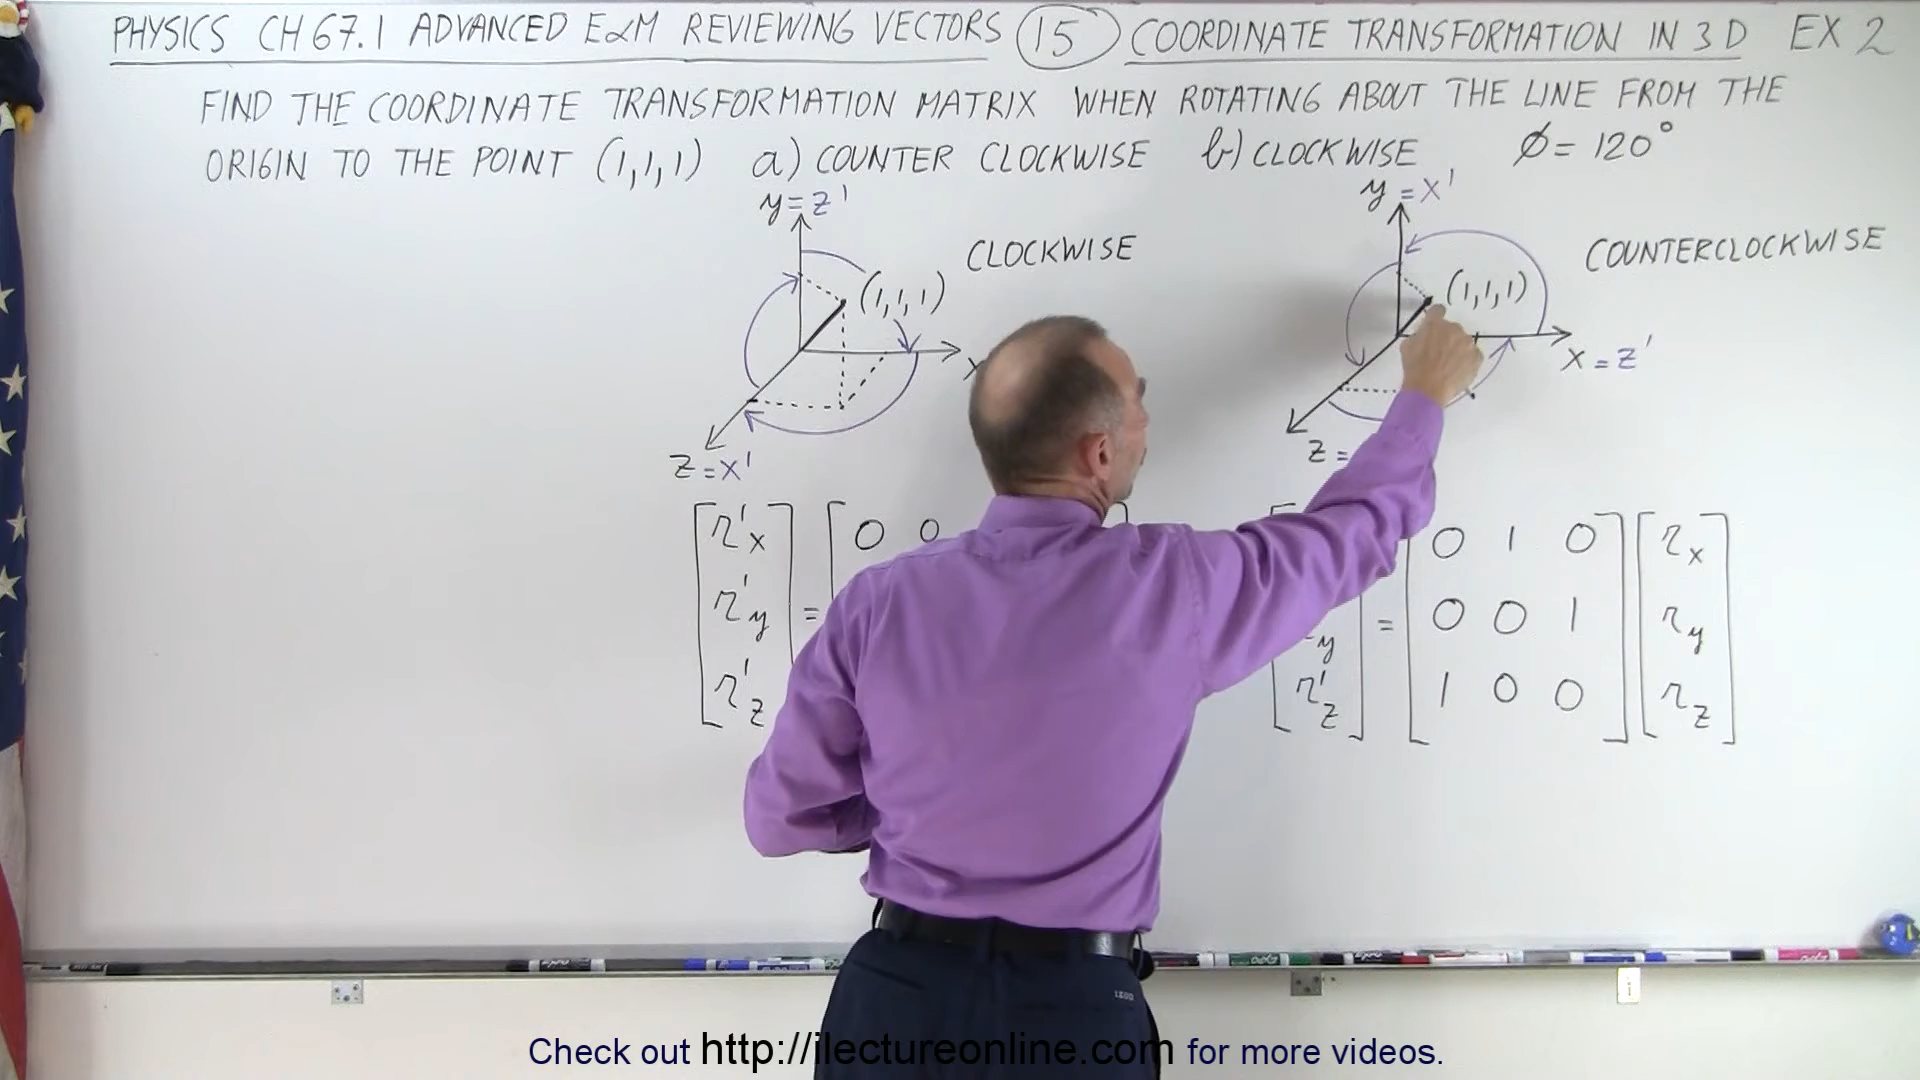 PHYSICS CH 67.1 ADVANCED E&M REVIEWING VECTORS 15 COORDINATE TRANSFORMATION IN 3D EX 2
FIND THE COORDINATE TRANSFORMATION MATRIX WHEN ROTATING ABOUT THE LINE FROM THE
ORIGIN TO THE POINT (1,1,1) a) COUNTER CLOCKWISE b) CLOCKWISE, φ = 120°
y = z'
CLOCKWISE
(1,1,1)
x
z = x'
y = x'
COUNTERCLOCKWISE
(1,1,1)
x = z'
z =
r'x
r'y
r'z
=
0 0
y
r'z
=
0 1 0
0 0 1
1 0 0
rx
ry
rz
Check out http://ilectureonline.com for more videos.